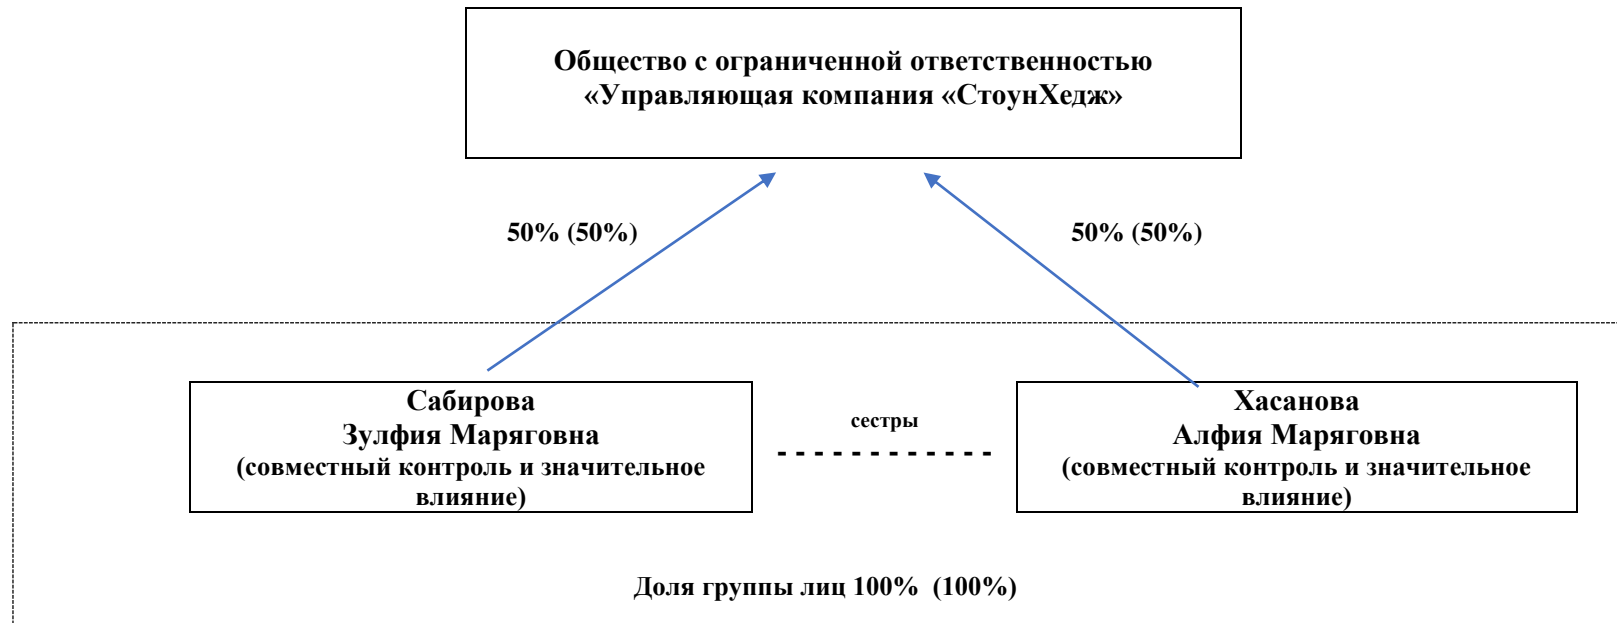 Общество с ограниченной ответственностью
«Управляющая компания «СтоунХедж»
50% (50%)
50% (50%)
Сабирова
Зулфия Маряговна
(совместный контроль и значительное
влияние)
сестры
Хасанова
Алфия Маряговна
(совместный контроль и значительное
влияние)
Доля группы лиц 100% (100%)